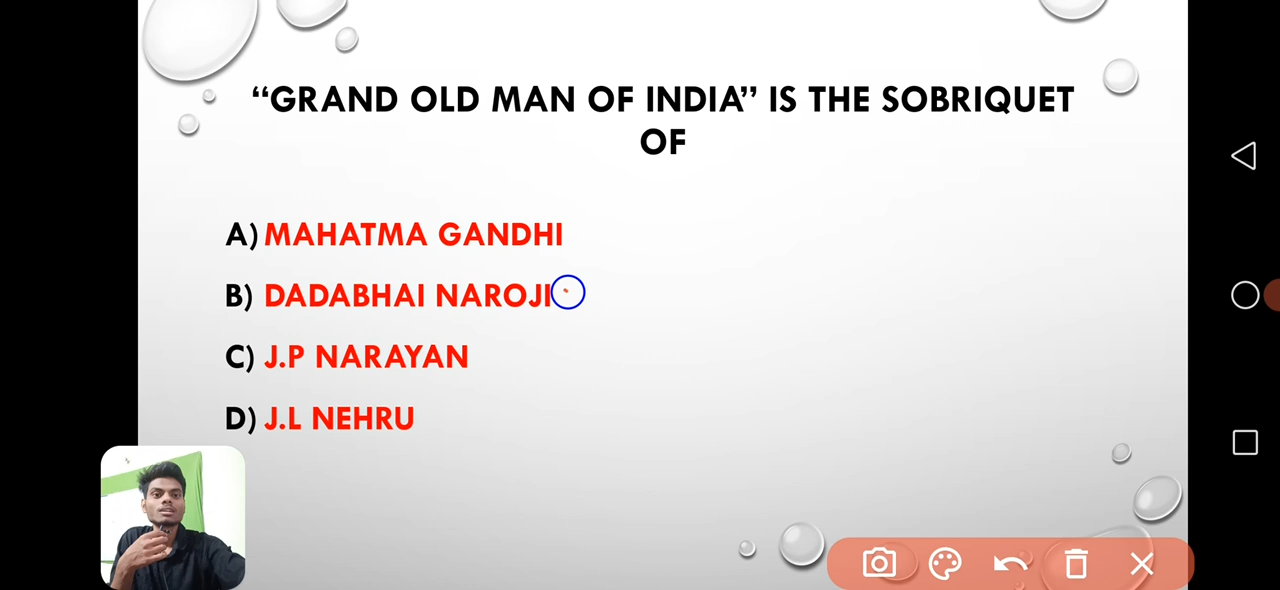 “GRAND OLD MAN OF INDIA” IS THE SOBRIQUET
OF
A) MAHATMA GANDHI
B) DADABHAI NAROJI
C) J.P NARAYAN
D) J.L NEHRU